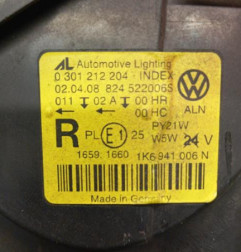 AL Automotive Lighting
0 301 212 204 - INDEX
02.04.08 824 522006S
011 02 A 00 HR
00 HC ALN
R PL E1 25 PY21W
W5W 24 V
1659. 1660 1K6 941 006 N
Made in Germany